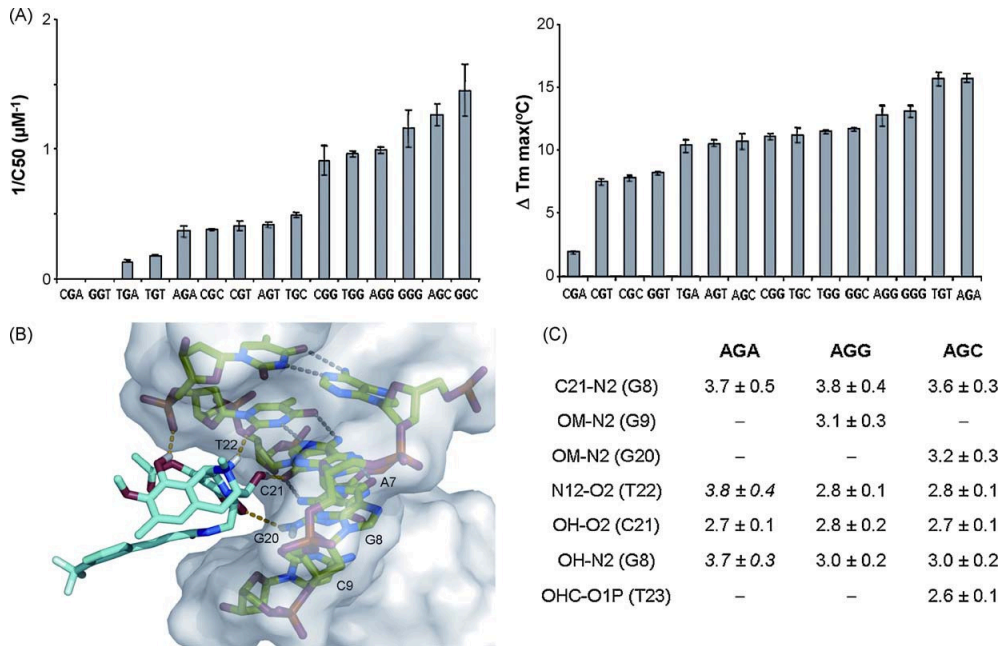 (A)
1/C50 (µM⁻¹)
2
1
0
CGA GGT TGA TGT AGA CGC CGT AGT TGC CGG TGG AGG GGG AGC GGC
Δ Tm max(ºC)
20
15
10
5
0
CGA CGT CGC GGT TGA AGT AGC CGG TGC TGG GGC AGG GGG TGT AGA
(B)
T22
C21
A7
G20
G8
C9
(C)
AGA AGG AGC
C21-N2 (G8) 3.7 ± 0.5 3.8 ± 0.4 3.6 ± 0.3
OM-N2 (G9) – 3.1 ± 0.3 –
OM-N2 (G20) – – 3.2 ± 0.3
N12-O2 (T22) 3.8 ± 0.4 2.8 ± 0.1 2.8 ± 0.1
OH-O2 (C21) 2.7 ± 0.1 2.8 ± 0.2 2.7 ± 0.1
OH-N2 (G8) 3.7 ± 0.3 3.0 ± 0.2 3.0 ± 0.2
OHC-O1P (T23) – – 2.6 ± 0.1